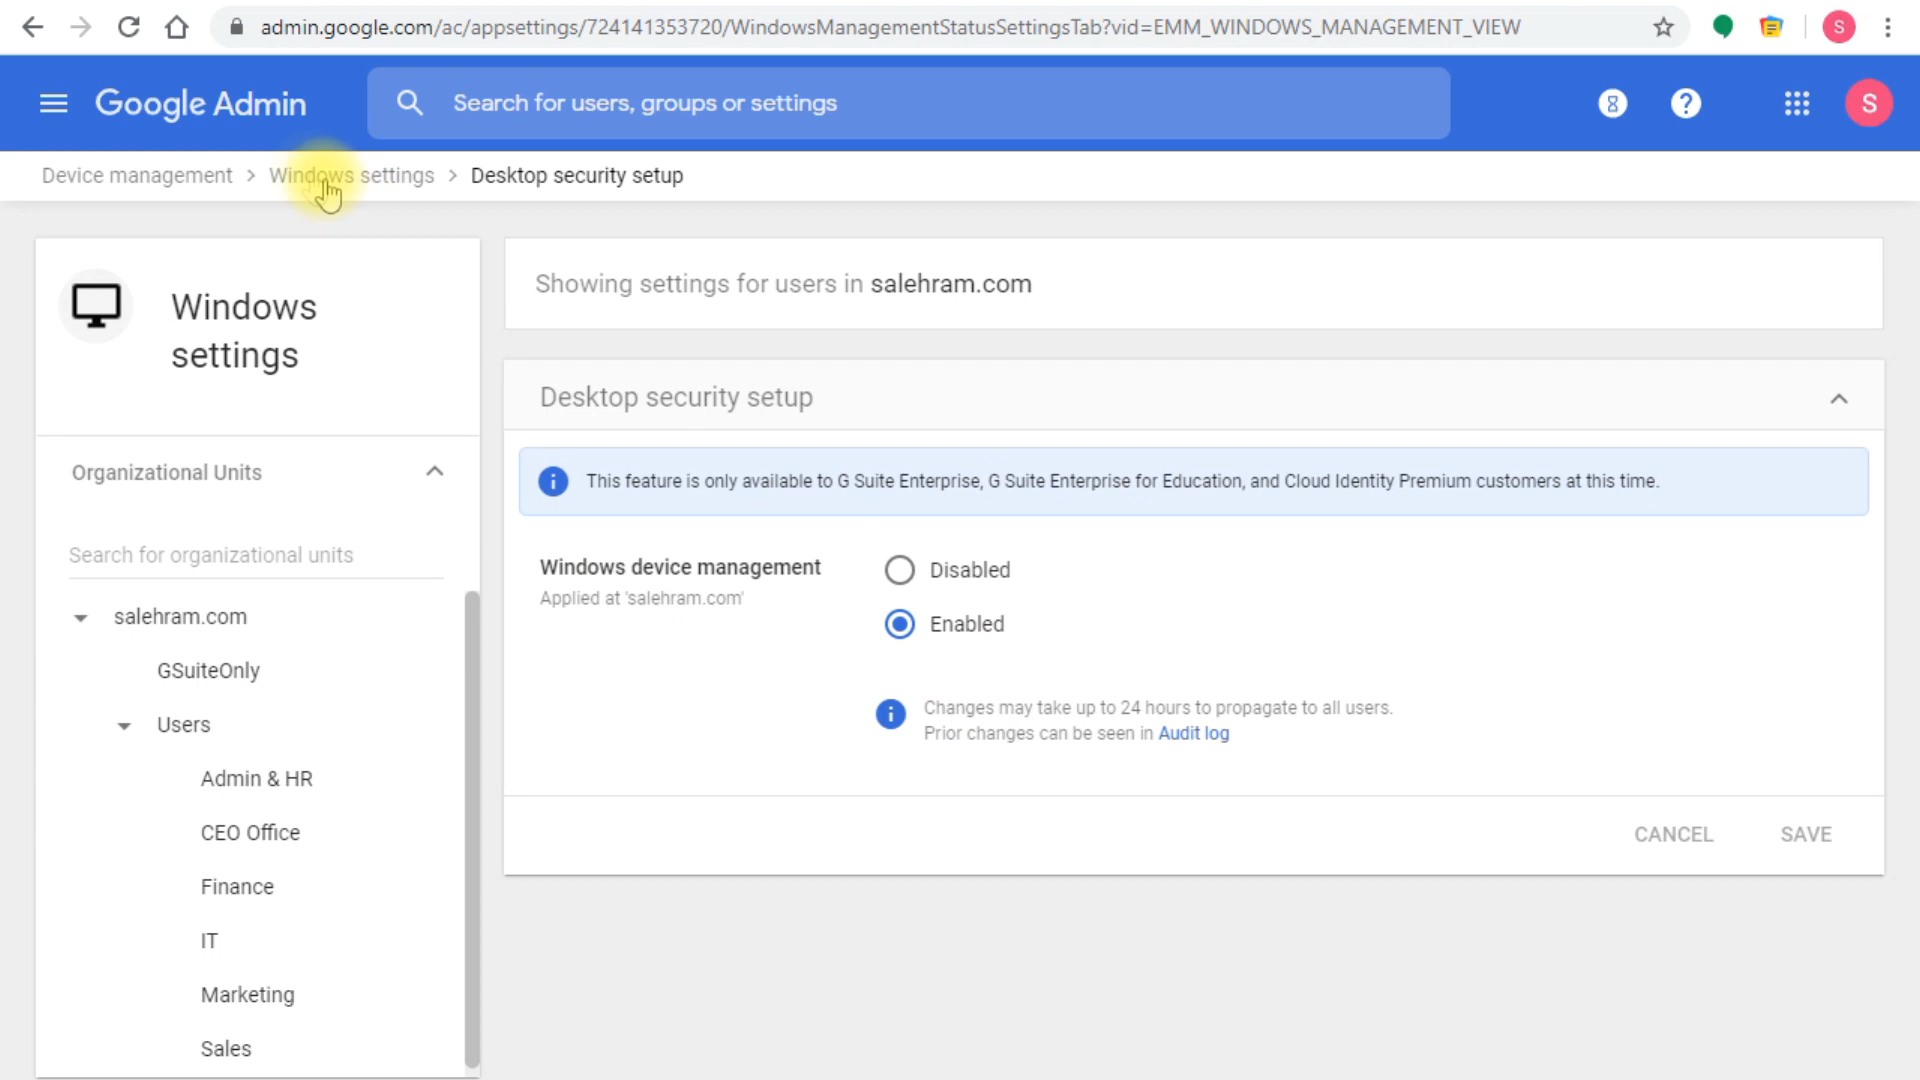 admin.google.com/ac/appsettings/724141353720/WindowsManagementStatusSettingsTab?vid=EMM_WINDOWS_MANAGEMENT_VIEW
S
Google Admin
Search for users, groups or settings
S
Device management > Windows settings > Desktop security setup
Windows
settings
Organizational Units
Search for organizational units
salehram.com
GSuiteOnly
Users
Admin & HR
CEO Office
Finance
IT
Marketing
Sales
Showing settings for users in salehram.com
Desktop security setup
This feature is only available to G Suite Enterprise, G Suite Enterprise for Education, and Cloud Identity Premium customers at this time.
Windows device management
Applied at 'salehram.com'
Disabled
Enabled
Changes may take up to 24 hours to propagate to all users.
Prior changes can be seen in Audit log
CANCEL
SAVE